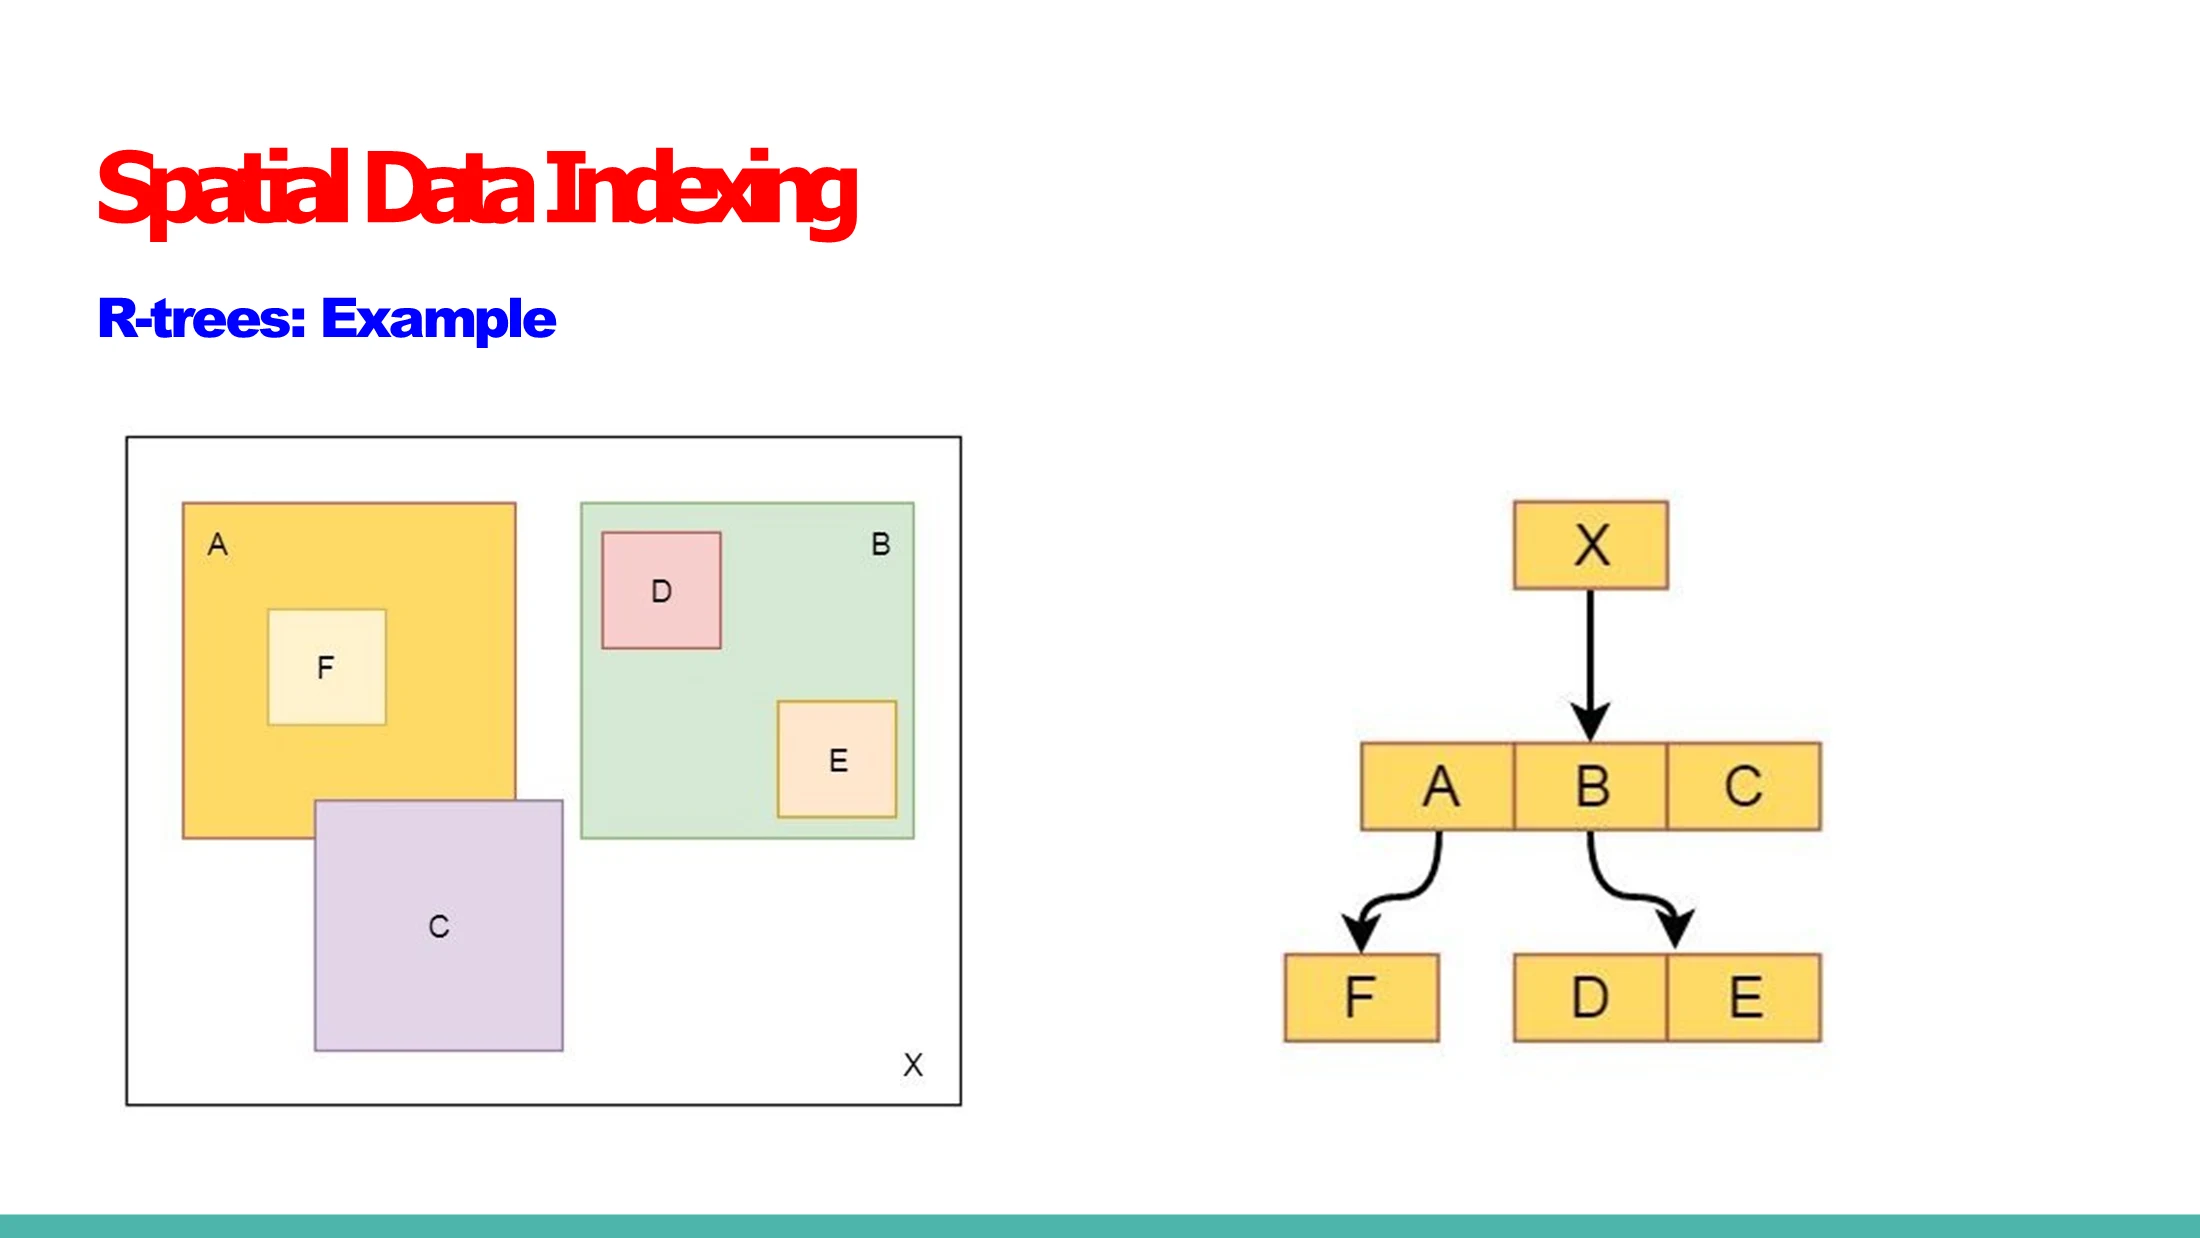 Spatial Data Indexing
R-trees: Example
A
B
D
F
E
C
X
X
A B C
F D E